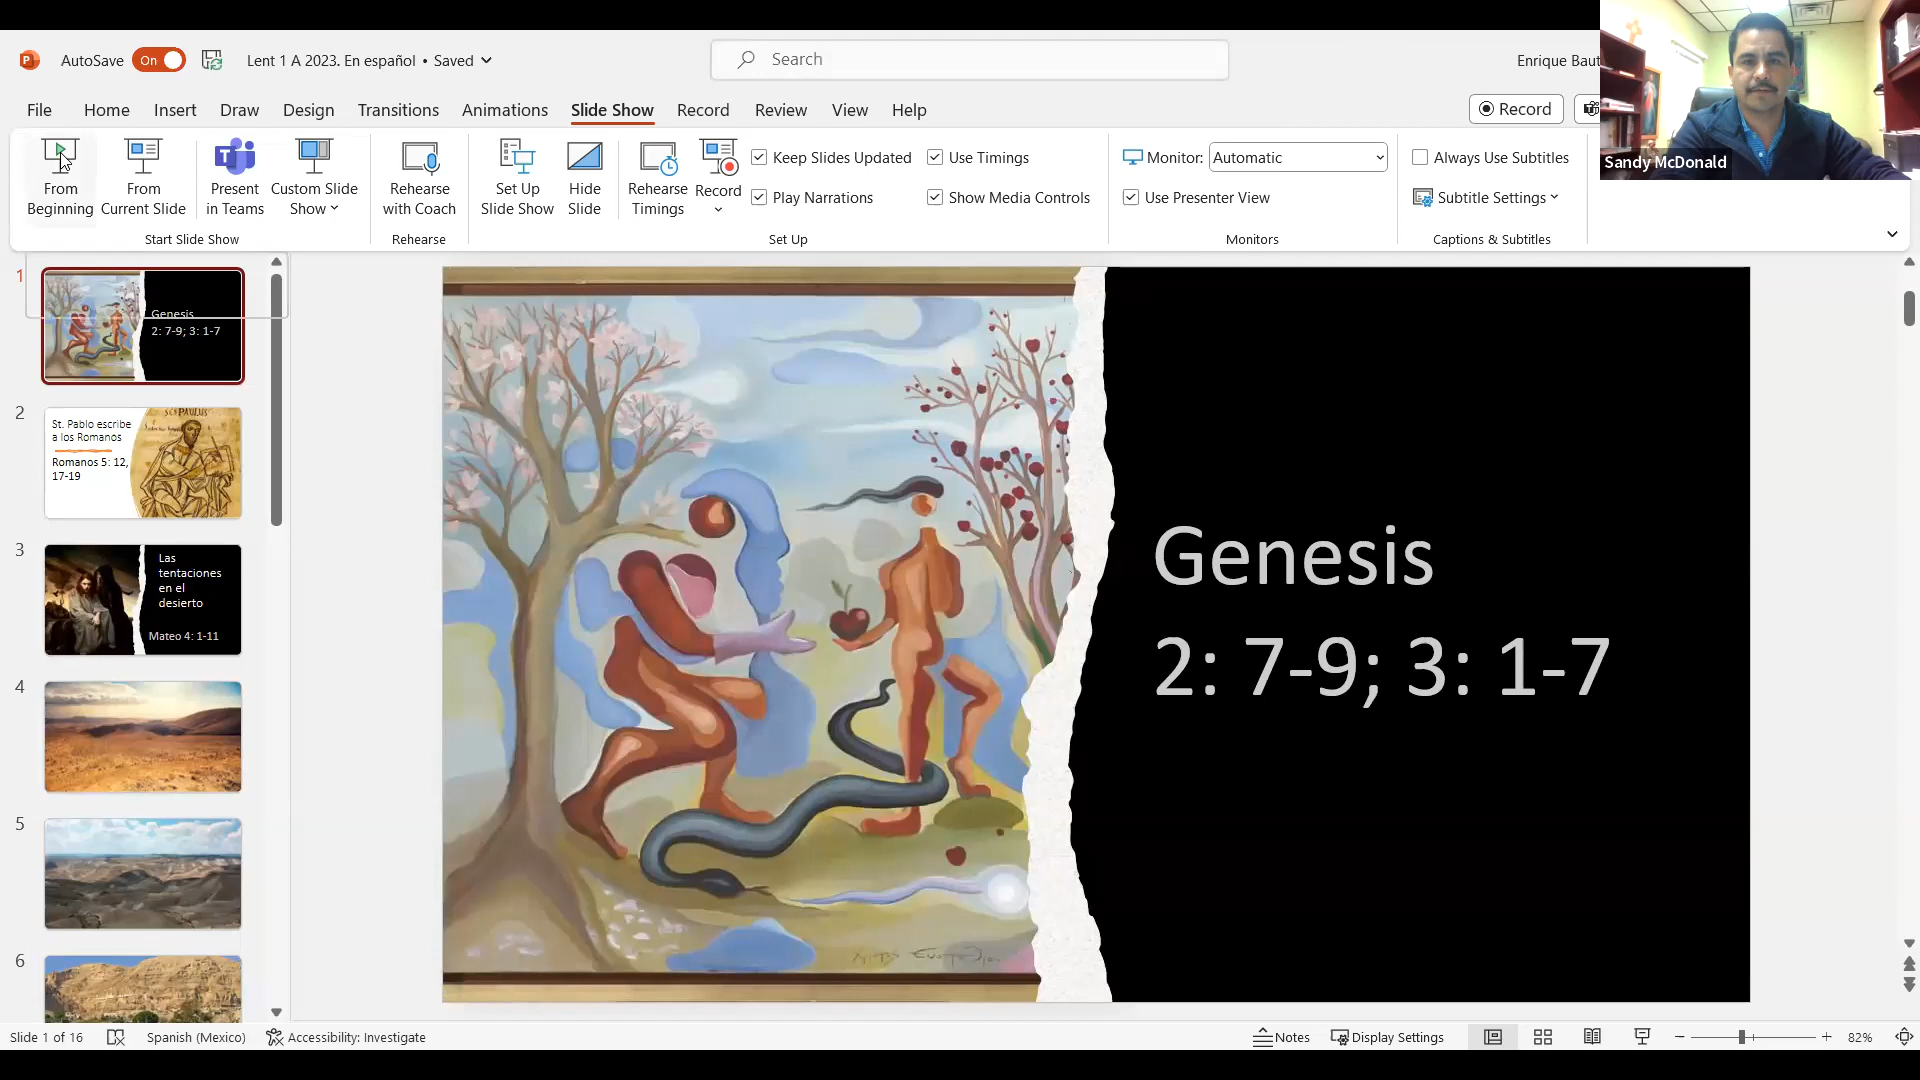 AutoSave On Lent 1 A 2023. En español • Saved
Search
Enrique Baut
Sandy McDonald
File Home Insert Draw Design Transitions Animations Slide Show Record Review View Help
Record
From Beginning
From Current Slide
Present in Teams
Custom Slide Show
Start Slide Show
Rehearse with Coach
Rehearse
Set Up Slide Show
Hide Slide
Rehearse Timings
Record
Keep Slides Updated
Use Timings
Play Narrations
Show Media Controls
Set Up
Monitor: Automatic
Use Presenter View
Monitors
Always Use Subtitles
Subtitle Settings
Captions & Subtitles
1
Genesis
2: 7-9; 3: 1-7
2
St. Pablo escribe
a los Romanos
Romanos 5: 12,
17-19
3
Las
tentaciones
en el
desierto
Mateo 4: 1-11
4
5
6
Genesis
2: 7-9; 3: 1-7
Slide 1 of 16 Spanish (Mexico) Accessibility: Investigate
Notes Display Settings 82%